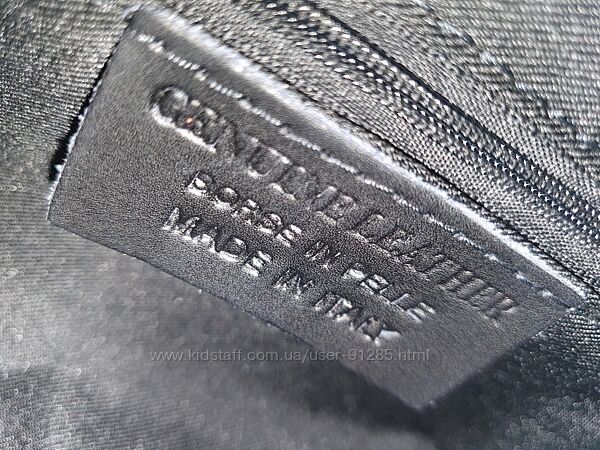 GENUINE LEATHER
BORSE IN PELLE
MADE IN ITALY
www.kidstaff.com.ua/user-91285.html